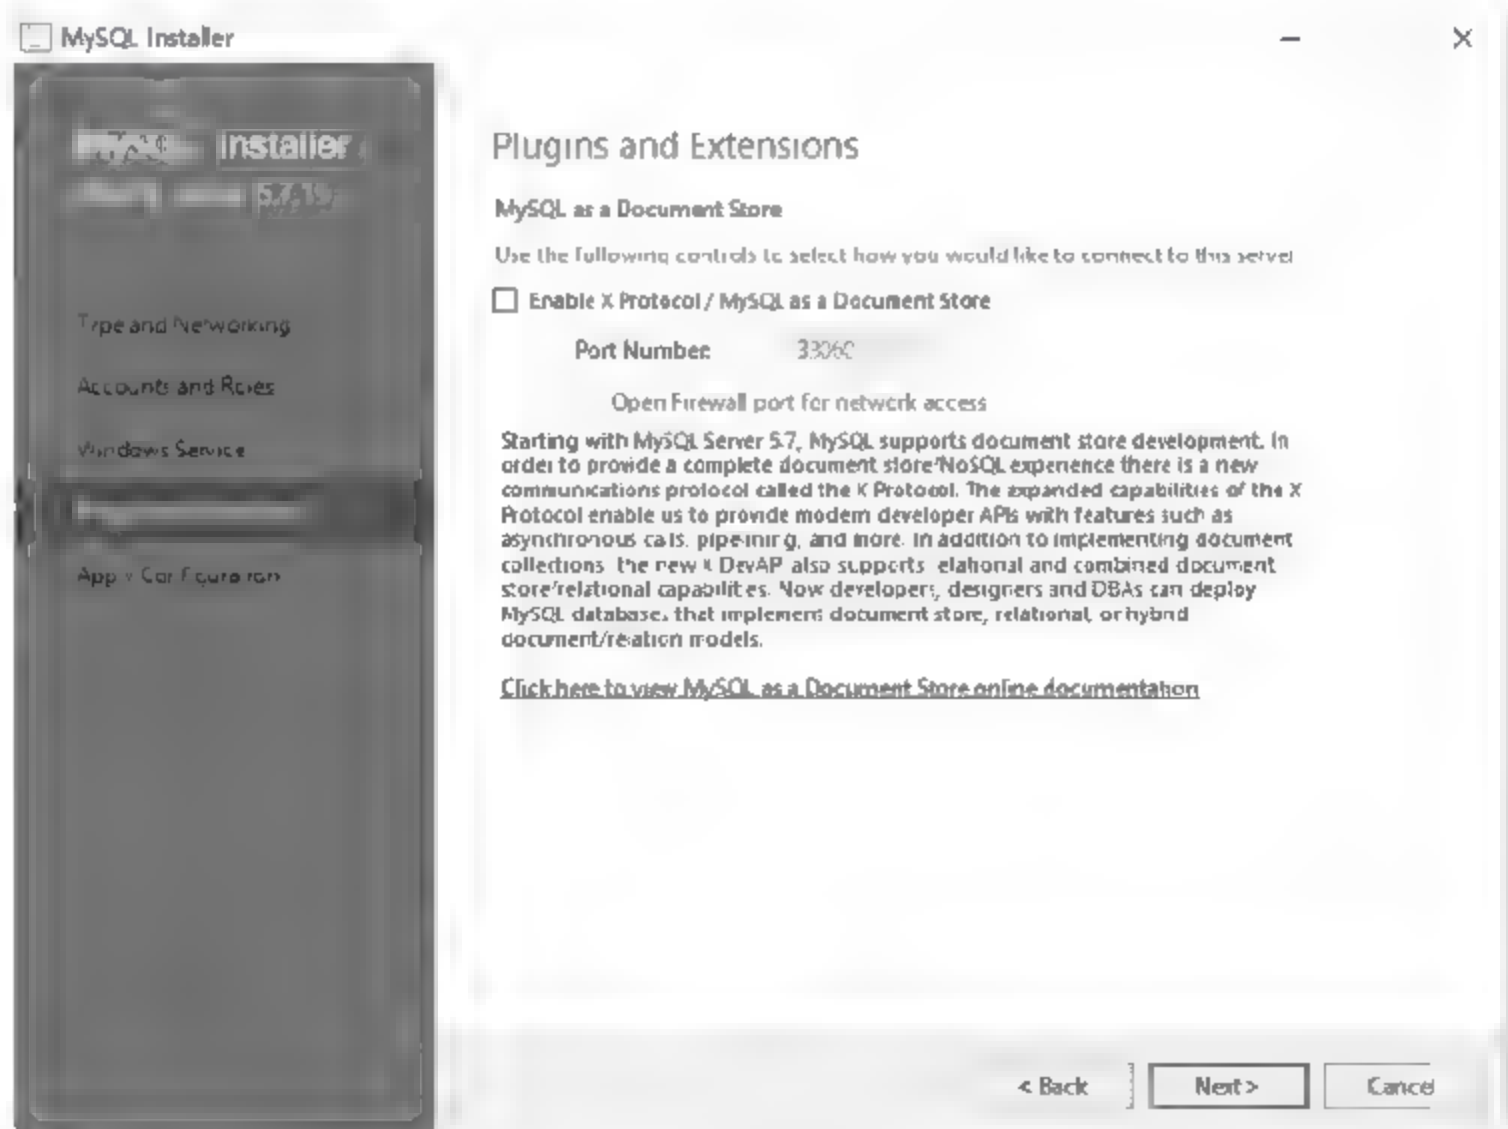 MySQL Installer
Installer
Type and Networking
Accounts and Roles
Windows Service
Apply Configuration
Plugins and Extensions
MySQL as a Document Store
Use the following controls to select how you would like to connect to this server
Enable X Protocol / MySQL as a Document Store
Port Number: 33060
Open Firewall port for network access
Starting with MySQL Server 5.7, MySQL supports document store development. In
order to provide a complete document store/NoSQL experience there is a new
communications protocol called the X Protocol. The expanded capabilities of the X
Protocol enable us to provide modern developer APIs with features such as
asynchronous calls, pipelining, and more. In addition to implementing document
collections, the new X DevAPI also supports relational and combined document
store/relational capabilities. Now developers, designers and DBAs can deploy
MySQL databases that implement document store, relational, or hybrid
document/relation models.
Click here to view MySQL as a Document Store online documentation
< Back
Next >
Cancel